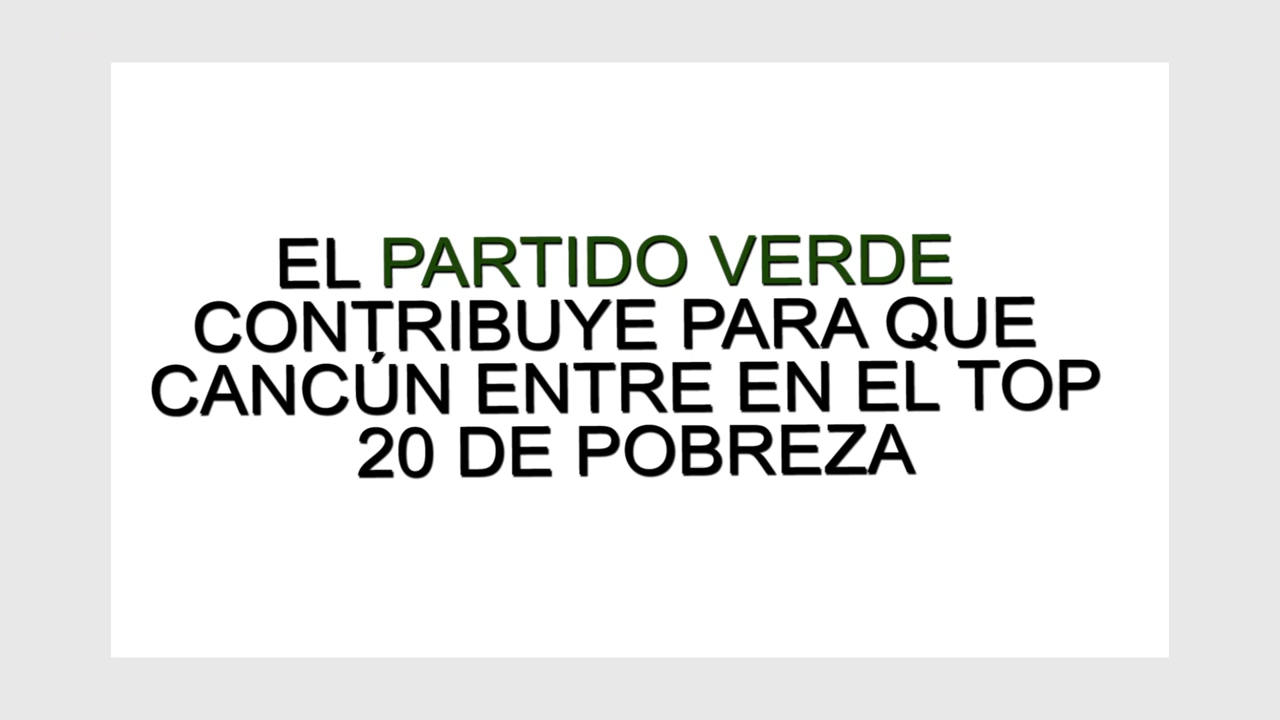 EL PARTIDO VERDE
CONTRIBUYE PARA QUE
CANCÚN ENTRE EN EL TOP
20 DE POBREZA